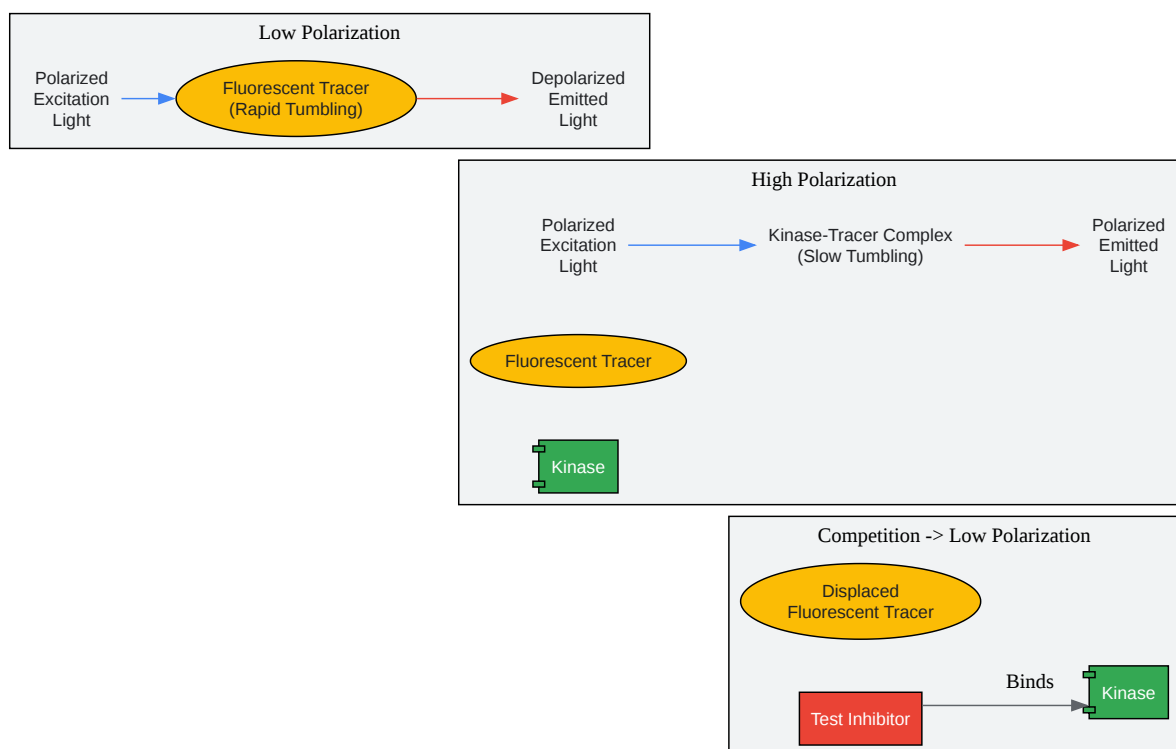 Low Polarization
Polarized
Excitation
Light
Fluorescent Tracer
(Rapid Tumbling)
Depolarized
Emitted
Light
High Polarization
Polarized
Excitation
Light
Kinase-Tracer Complex
(Slow Tumbling)
Polarized
Emitted
Light
Fluorescent Tracer
Kinase
Competition -> Low Polarization
Displaced
Fluorescent Tracer
Test Inhibitor
Binds
Kinase